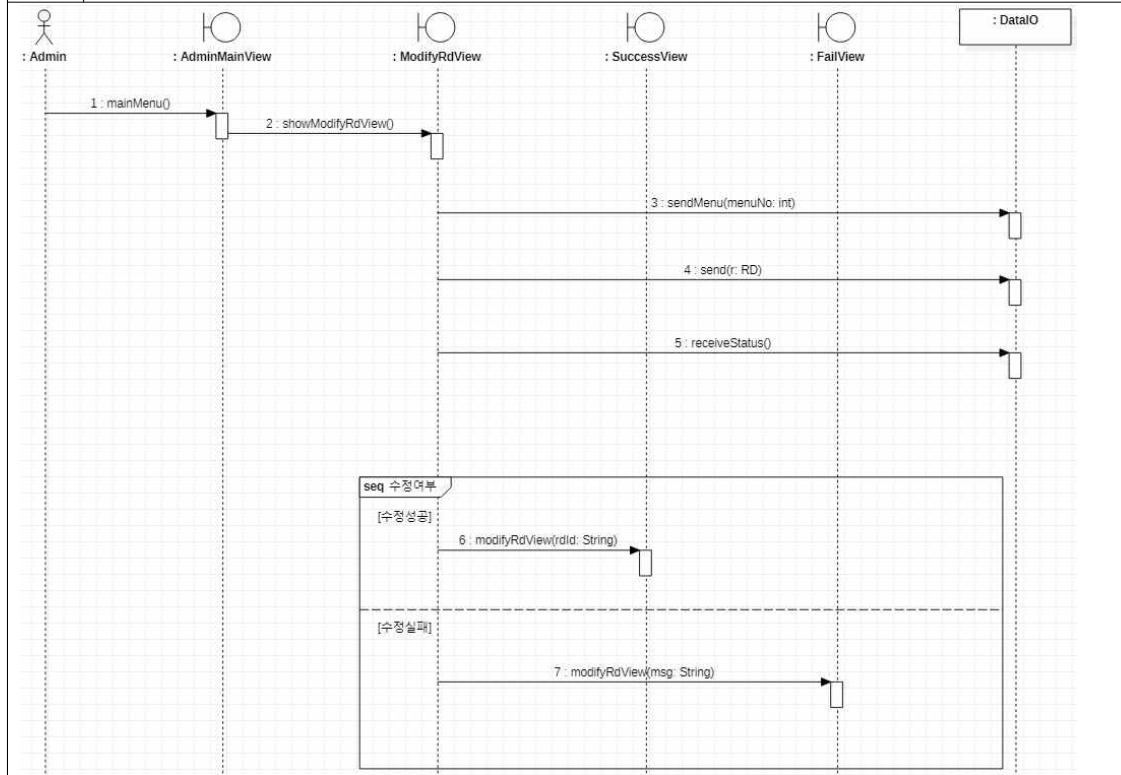 : DataIO
: Admin
: AdminMainView
: ModifyRdView
: SuccessView
: FailView
1 : mainMenu()
2 : showModifyRdView()
3 : sendMenu(menuNo: int)
4 : send(r: RD)
5 : receiveStatus()
seq 수정여부
[수정성공]
6 : modifyRdView(rdId: String)
[수정실패]
7 : modifyRdView(msg: String)